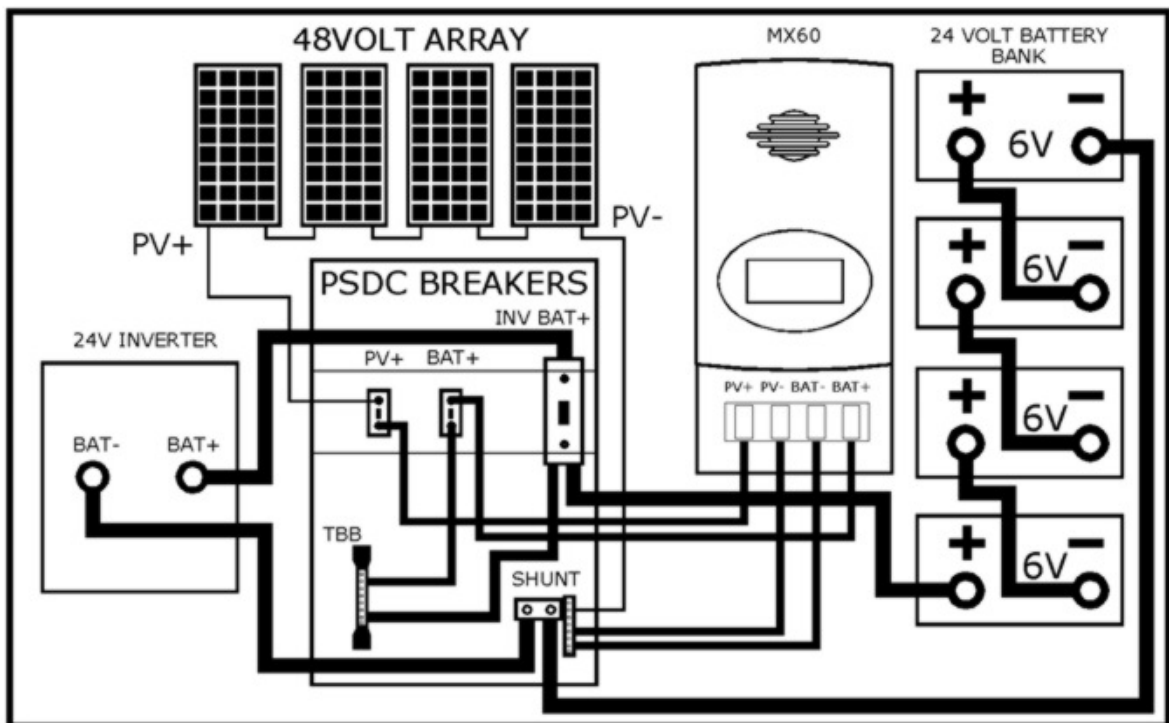 48VOLT ARRAY
MX60
24 VOLT BATTERY
BANK
+ −
6V
PV+
PV-
+ −
6V
PSDC BREAKERS
INV BAT+
24V INVERTER
PV+ BAT+
PV+ PV- BAT- BAT+
+ −
6V
BAT- BAT+
TBB
SHUNT
+ −
6V